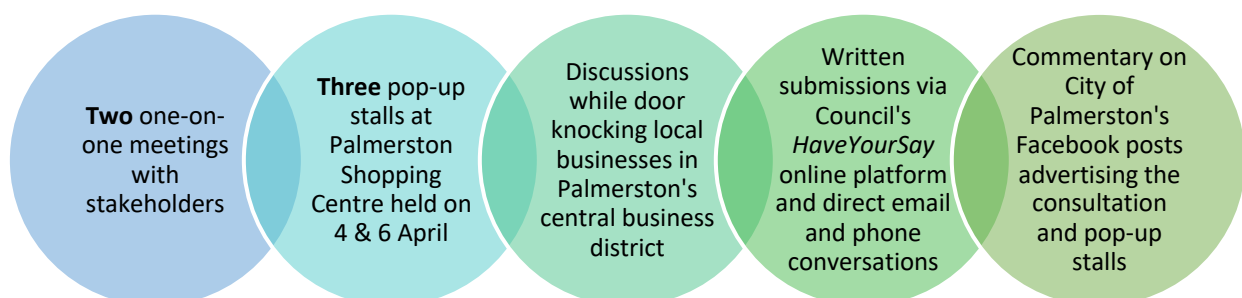 Two one-on-
one meetings
with
stakeholders
Three pop-up
stalls at
Palmerston
Shopping
Centre held on
4 & 6 April
Discussions
while door
knocking local
businesses in
Palmerston's
central business
district
Written
submissions via
Council's
HaveYourSay
online platform
and direct email
and phone
conversations
Commentary on
City of
Palmerston's
Facebook posts
advertising the
consultation
and pop-up
stalls